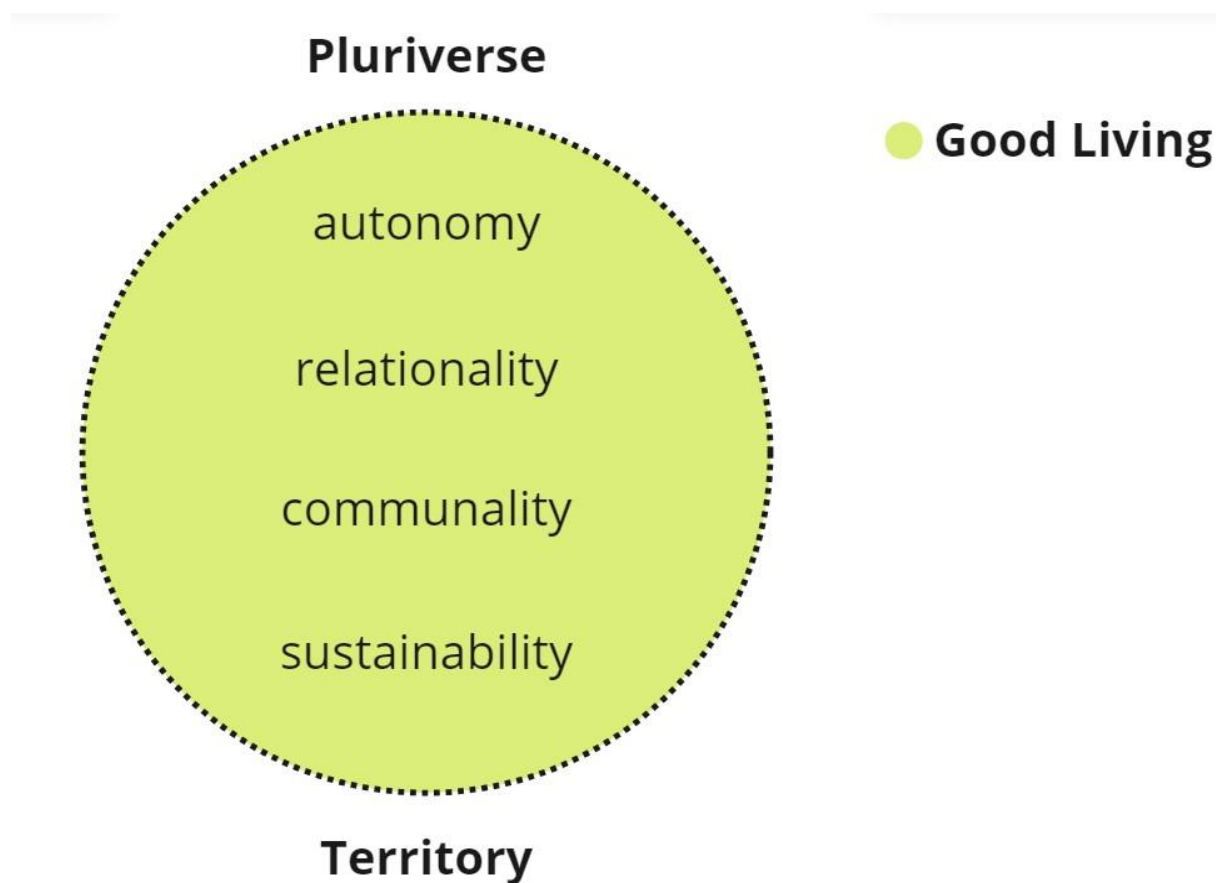 Pluriverse
Good Living
autonomy
relationality
communality
sustainability
Territory